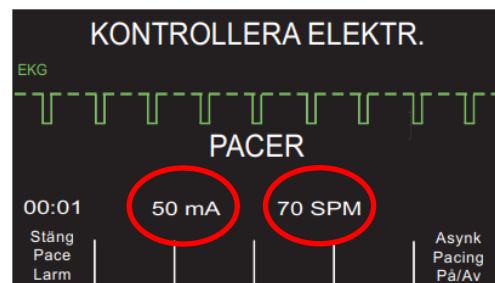 KONTROLLERA ELEKTR.
EKG
PACER
00:01 50 mA 70 SPM
Stäng
Pace
Larm
Asynk
Pacing
På/Av